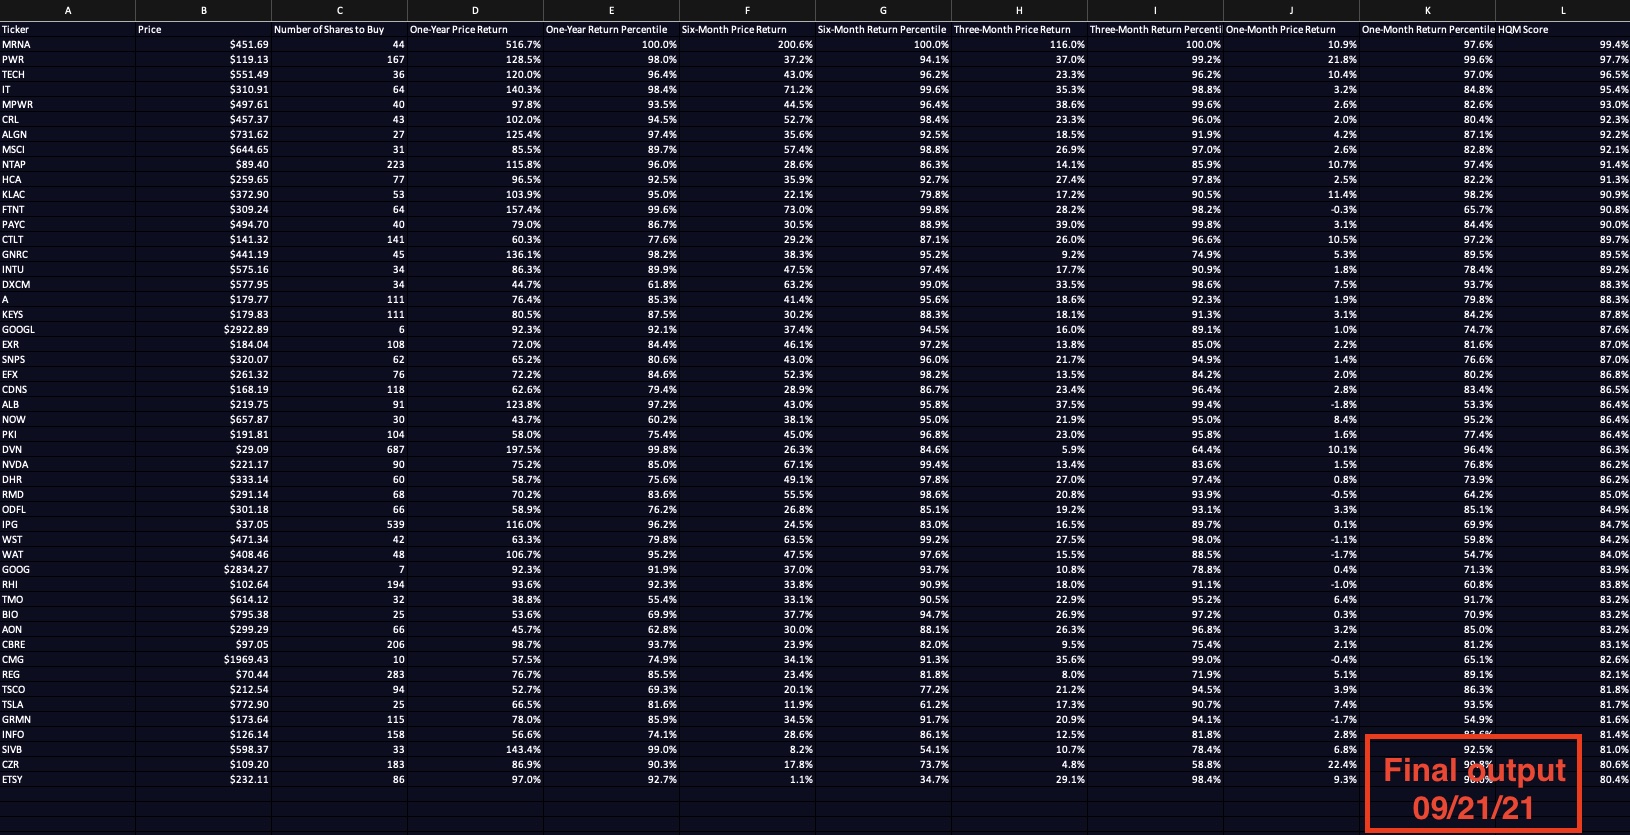 A B C D E F G H I J K L
Ticker Price Number of Shares to Buy One-Year Price Return One-Year Return Percentile Six-Month Price Return Six-Month Return Percentile Three-Month Price Return Three-Month Return Percenti One-Month Price Return One-Month Return Percentile HQM Score
MRNA $451.69 44 516.7% 100.0% 200.6% 100.0% 116.0% 100.0% 10.9% 97.6% 99.4%
PWR $119.13 167 128.5% 98.0% 37.2% 94.1% 37.0% 99.2% 21.8% 99.6% 97.7%
TECH $551.49 36 120.0% 96.4% 43.0% 96.2% 23.3% 96.2% 10.4% 97.0% 96.5%
IT $310.91 64 140.3% 98.4% 71.2% 99.6% 35.3% 98.8% 3.2% 84.8% 95.4%
MPWR $497.61 40 97.8% 93.5% 44.5% 96.4% 38.6% 99.6% 2.6% 82.6% 93.0%
CRL $457.37 43 102.0% 94.5% 52.7% 98.4% 23.3% 96.0% 2.0% 80.4% 92.3%
ALGN $731.62 27 125.4% 97.4% 35.6% 92.5% 18.5% 91.9% 4.2% 87.1% 92.2%
MSCI $644.65 31 85.5% 89.7% 57.4% 98.8% 26.9% 97.0% 2.6% 82.8% 92.1%
NTAP $89.40 223 115.8% 96.0% 28.6% 86.3% 14.1% 85.9% 10.7% 97.4% 91.4%
HCA $259.65 77 96.5% 92.5% 35.9% 92.7% 27.4% 97.8% 2.5% 82.2% 91.3%
KLAC $372.90 53 103.9% 95.0% 22.1% 79.8% 17.2% 90.5% 11.4% 98.2% 90.9%
FTNT $309.24 64 157.4% 99.6% 73.0% 99.8% 28.2% 98.2% -0.3% 65.7% 90.8%
PAYC $494.70 40 79.0% 86.7% 30.5% 88.9% 39.0% 99.8% 3.1% 84.4% 90.0%
CTLT $141.32 141 60.3% 77.6% 29.2% 87.1% 26.0% 96.6% 10.5% 97.2% 89.7%
GNRC $441.19 45 136.1% 98.2% 38.3% 95.2% 9.2% 74.9% 5.3% 89.5% 89.5%
INTU $575.16 34 86.3% 89.9% 47.5% 97.4% 17.7% 90.9% 1.8% 78.4% 89.2%
DXCM $577.95 34 44.7% 61.8% 63.2% 99.0% 33.5% 98.6% 7.5% 93.7% 88.3%
A $179.77 111 76.4% 85.3% 41.4% 95.6% 18.6% 92.3% 1.9% 79.8% 88.3%
KEYS $179.83 111 80.5% 87.5% 30.2% 88.3% 18.1% 91.3% 3.1% 84.2% 87.8%
GOOGL $2922.89 6 92.3% 92.1% 37.4% 94.5% 16.0% 89.1% 1.0% 74.7% 87.6%
EXR $184.04 108 72.0% 84.4% 46.1% 97.2% 13.8% 85.0% 2.2% 81.6% 87.0%
SNPS $320.07 62 65.2% 80.6% 43.0% 96.0% 21.7% 94.9% 1.4% 76.6% 87.0%
EFX $261.32 76 72.2% 84.6% 52.3% 98.2% 13.5% 84.2% 2.0% 80.2% 86.8%
CDNS $168.19 118 62.6% 79.4% 28.9% 86.7% 23.4% 96.4% 2.8% 83.4% 86.5%
ALB $219.75 91 123.8% 97.2% 43.0% 95.8% 37.5% 99.4% -1.8% 53.3% 86.4%
NOW $657.87 30 43.7% 60.2% 38.1% 95.0% 21.9% 95.0% 8.4% 95.2% 86.4%
PKI $191.81 104 58.0% 75.4% 45.0% 96.8% 23.0% 95.8% 1.6% 77.4% 86.4%
DVN $29.09 687 197.5% 99.8% 26.3% 84.6% 5.9% 64.4% 10.1% 96.4% 86.3%
NVDA $221.17 90 75.2% 85.0% 67.1% 99.4% 13.4% 83.6% 1.5% 76.8% 86.2%
DHR $333.14 60 58.7% 75.6% 49.1% 97.8% 27.0% 97.4% 0.8% 73.9% 86.2%
RMD $291.14 68 70.2% 83.6% 55.5% 98.6% 20.8% 93.9% -0.5% 64.2% 85.0%
ODFL $301.18 66 58.9% 76.2% 26.8% 85.1% 19.2% 93.1% 3.3% 85.1% 84.9%
IPG $37.05 539 116.0% 96.2% 24.5% 83.0% 16.5% 89.7% 0.1% 69.9% 84.7%
WST $471.34 42 63.3% 79.8% 63.5% 99.2% 27.5% 98.0% -1.1% 59.8% 84.2%
WAT $408.46 48 106.7% 95.2% 47.5% 97.6% 15.5% 88.5% -1.7% 54.7% 84.0%
GOOG $2834.27 7 92.3% 91.9% 37.0% 93.7% 10.8% 78.8% 0.4% 71.3% 83.9%
RHI $102.64 194 93.6% 92.3% 33.8% 90.9% 18.0% 91.1% -1.0% 60.8% 83.8%
TMO $614.12 32 38.8% 55.4% 33.1% 90.5% 22.9% 95.2% 6.4% 91.7% 83.2%
BIO $795.38 25 53.6% 69.9% 37.7% 94.7% 26.9% 97.2% 0.3% 70.9% 83.2%
AON $299.29 66 45.7% 62.8% 30.0% 88.1% 26.3% 96.8% 3.2% 85.0% 83.2%
CBRE $97.05 206 98.7% 93.7% 23.9% 82.0% 9.5% 75.4% 2.1% 81.2% 83.1%
CMG $1969.43 10 57.5% 74.9% 34.1% 91.3% 35.6% 99.0% -0.4% 65.1% 82.6%
REG $70.44 283 76.7% 85.5% 23.4% 81.8% 8.0% 71.9% 5.1% 89.1% 82.1%
TSCO $212.54 94 52.7% 69.3% 20.1% 77.2% 21.2% 94.5% 3.9% 86.3% 81.8%
TSLA $772.90 25 66.5% 81.6% 11.9% 61.2% 17.3% 90.7% 7.4% 93.5% 81.7%
GRMN $173.64 115 78.0% 85.9% 34.5% 91.7% 20.9% 94.1% -1.7% 54.9% 81.6%
INFO $126.14 158 56.6% 74.1% 28.6% 86.1% 12.5% 81.8% 2.8% 81.4%
SIVB $598.37 33 143.4% 99.0% 8.2% 54.1% 10.7% 78.4% 6.8% 92.5% 81.0%
CZR $109.20 183 86.9% 90.3% 17.8% 73.7% 4.8% 58.8% 22.4% 80.6%
ETSY $232.11 86 97.0% 92.7% 1.1% 34.7% 29.1% 98.4% 9.3% 80.4%
Final output
09/21/21